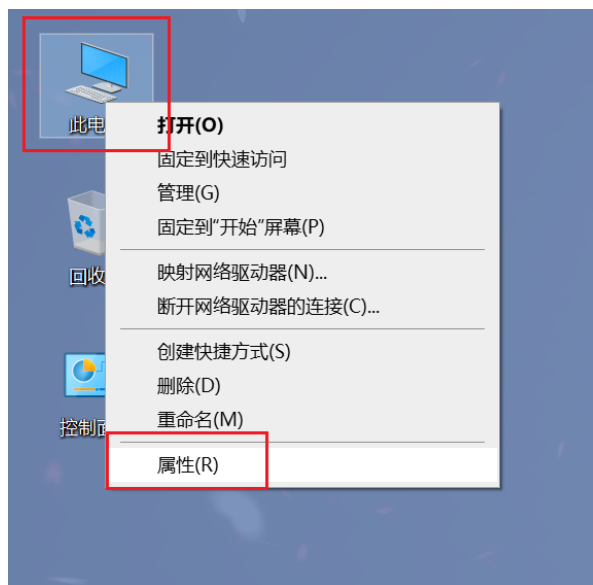 此电
打开(O)
固定到快速访问
管理(G)
固定到“开始”屏幕(P)
回收
映射网络驱动器(N)...
断开网络驱动器的连接(C)...
创建快捷方式(S)
删除(D)
重命名(M)
控制
属性(R)